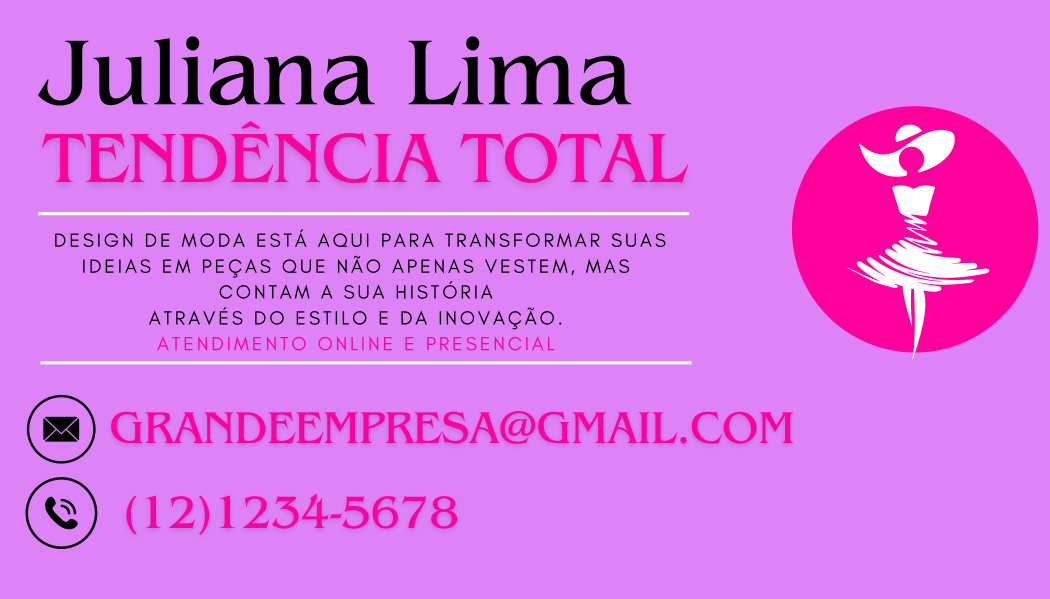 Juliana Lima
TENDÊNCIA TOTAL
DESIGN DE MODA ESTÁ AQUI PARA TRANSFORMAR SUAS
IDEIAS EM PEÇAS QUE NÃO APENAS VESTEM, MAS
CONTAM A SUA HISTÓRIA
ATRAVÉS DO ESTILO E DA INOVAÇÃO.
ATENDIMENTO ONLINE E PRESENCIAL
GRANDEEMPRESA@GMAIL.COM
(12)1234-5678